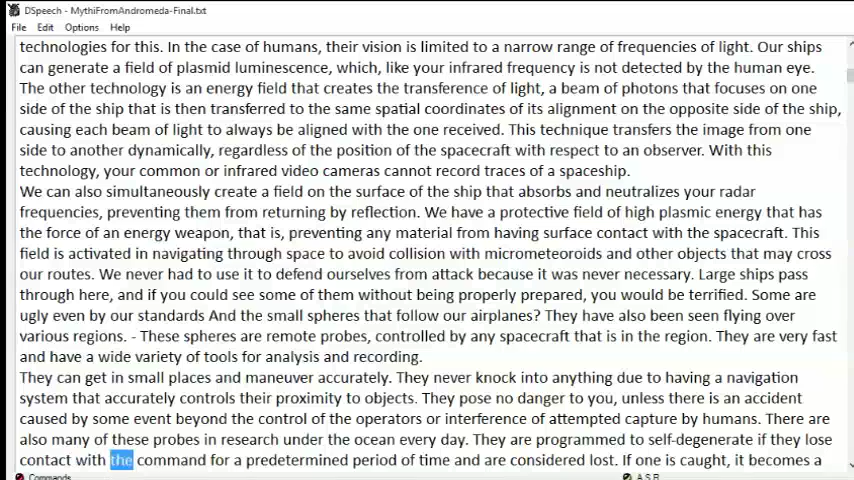 DSpeech - MythiFromAndromeda-Final.txt
File Edit Options Help
technologies for this. In the case of humans, their vision is limited to a narrow range of frequencies of light. Our ships
can generate a field of plasmid luminescence, which, like your infrared frequency is not detected by the human eye.
The other technology is an energy field that creates the transference of light, a beam of photons that focuses on one
side of the ship that is then transferred to the same spatial coordinates of its alignment on the opposite side of the ship,
causing each beam of light to always be aligned with the one received. This technique transfers the image from one
side to another dynamically, regardless of the position of the spacecraft with respect to an observer. With this
technology, your common or infrared video cameras cannot record traces of a spaceship.
We can also simultaneously create a field on the surface of the ship that absorbs and neutralizes your radar
frequencies, preventing them from returning by reflection. We have a protective field of high plasmic energy that has
the force of an energy weapon, that is, preventing any material from having surface contact with the spacecraft. This
field is activated in navigating through space to avoid collision with micrometeoroids and other objects that may cross
our routes. We never had to use it to defend ourselves from attack because it was never necessary. Large ships pass
through here, and if you could see some of them without being properly prepared, you would be terrified. Some are
ugly even by our standards And the small spheres that follow our airplanes? They have also been seen flying over
various regions. - These spheres are remote probes, controlled by any spacecraft that is in the region. They are very fast
and have a wide variety of tools for analysis and recording.
They can get in small places and maneuver accurately. They never knock into anything due to having a navigation
system that accurately controls their proximity to objects. They pose no danger to you, unless there is an accident
caused by some event beyond the control of the operators or interference of attempted capture by humans. There are
also many of these probes in research under the ocean every day. They are programmed to self-degenerate if they lose
contact with the command for a predetermined period of time and are considered lost. If one is caught, it becomes a
Commands A.S.R.